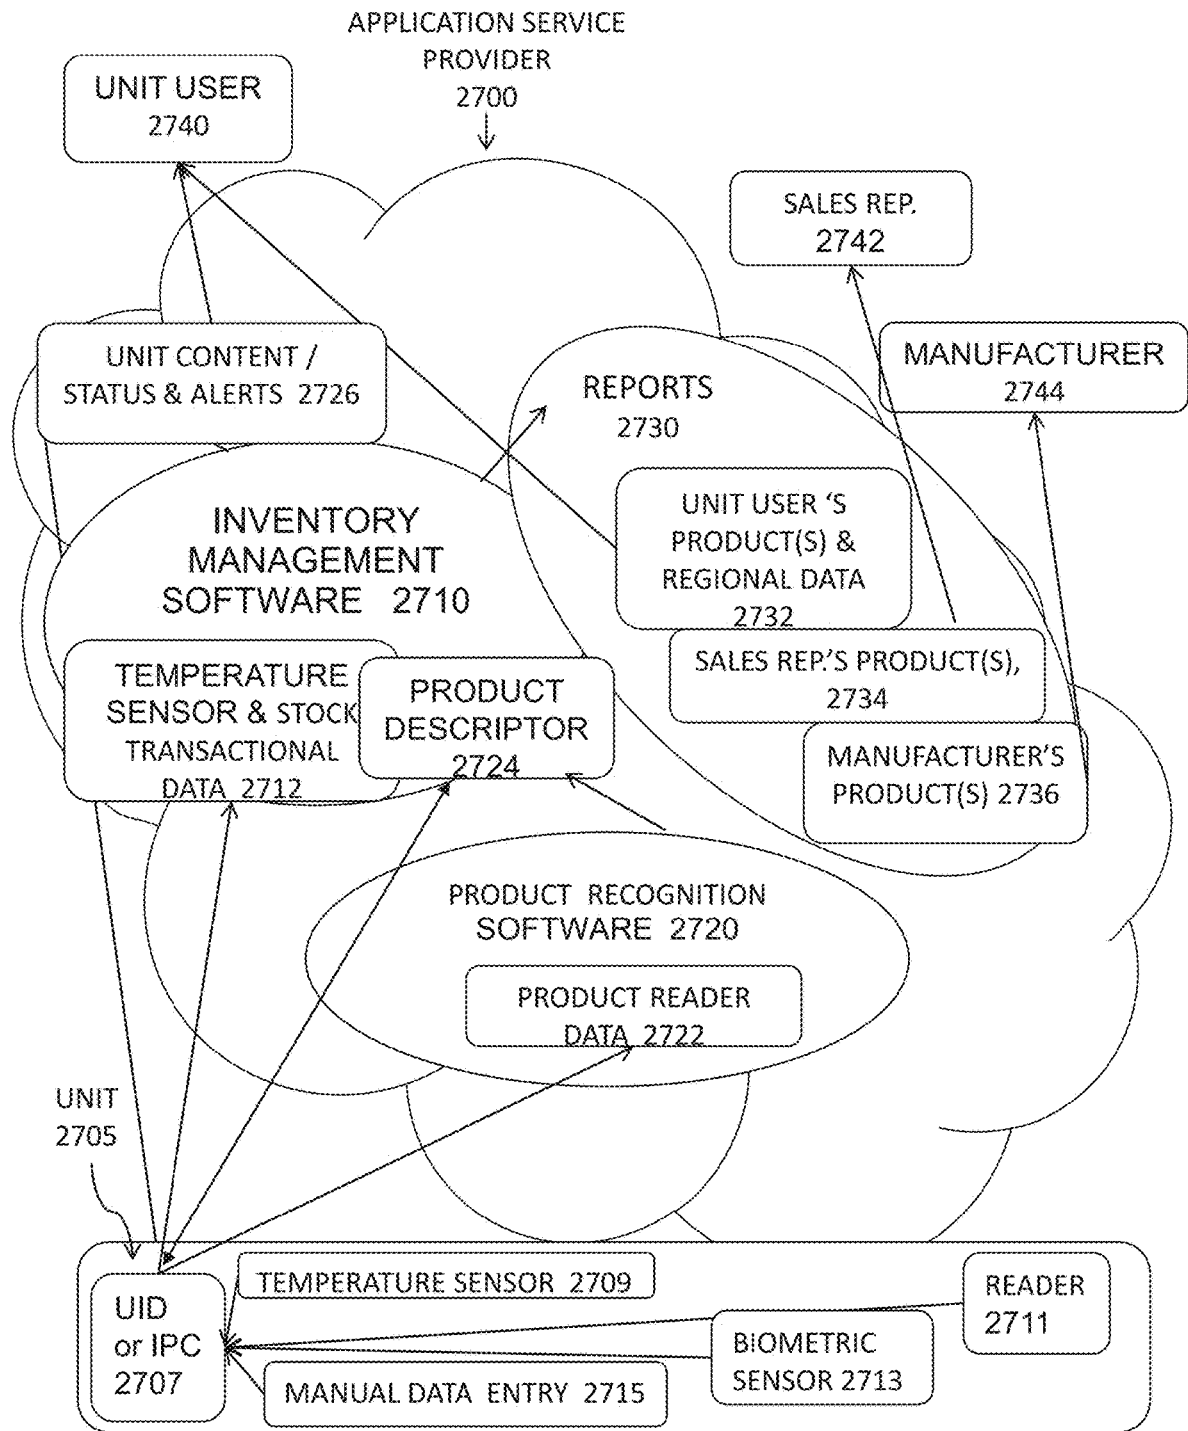 APPLICATION SERVICE
PROVIDER
2700
UNIT USER
2740
SALES REP.
2742
UNIT CONTENT /
STATUS & ALERTS 2726
REPORTS
2730
MANUFACTURER
2744
INVENTORY
MANAGEMENT
SOFTWARE 2710
UNIT USER ‘S
PRODUCT(S) &
REGIONAL DATA
2732
TEMPERATURE
SENSOR & STOCK
TRANSACTIONAL
DATA 2712
PRODUCT
DESCRIPTOR
2724
SALES REP.’S PRODUCT(S),
2734
MANUFACTURER’S
PRODUCT(S) 2736
PRODUCT RECOGNITION
SOFTWARE 2720
PRODUCT READER
DATA 2722
UNIT
2705
UID
or IPC
2707
TEMPERATURE SENSOR 2709
READER
2711
BIOMETRIC
SENSOR 2713
MANUAL DATA ENTRY 2715